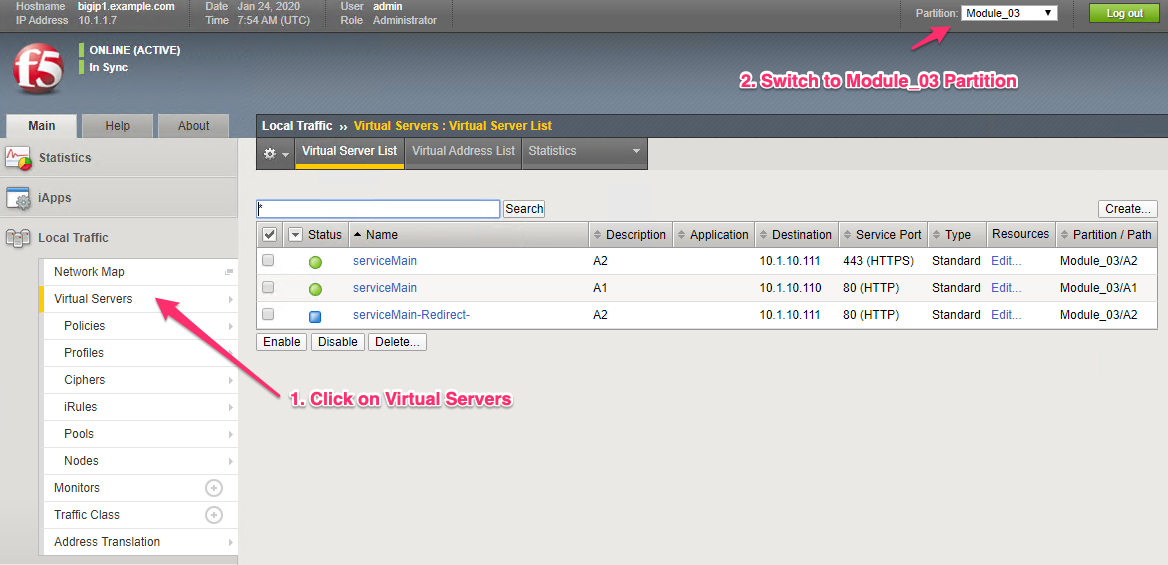 Hostname bigip1.example.com Date Jan 24, 2020 User admin
IP Address 10.1.1.7 Time 7:54 AM (UTC) Role Administrator
Partition: Module_03 Log out
f5
ONLINE (ACTIVE)
In Sync
2. Switch to Module_03 Partition
Main Help About
Local Traffic ›› Virtual Servers : Virtual Server List
Virtual Server List Virtual Address List Statistics
Statistics
iApps
Local Traffic
Network Map
Virtual Servers
Policies
Profiles
Ciphers
iRules
Pools
Nodes
Monitors
Traffic Class
Address Translation
* Search Create...
Status Name Description Application Destination Service Port Type Resources Partition / Path
serviceMain A2 10.1.10.111 443 (HTTPS) Standard Edit... Module_03/A2
serviceMain A1 10.1.10.110 80 (HTTP) Standard Edit... Module_03/A1
serviceMain-Redirect- A2 10.1.10.111 80 (HTTP) Standard Edit... Module_03/A2
Enable Disable Delete...
1. Click on Virtual Servers